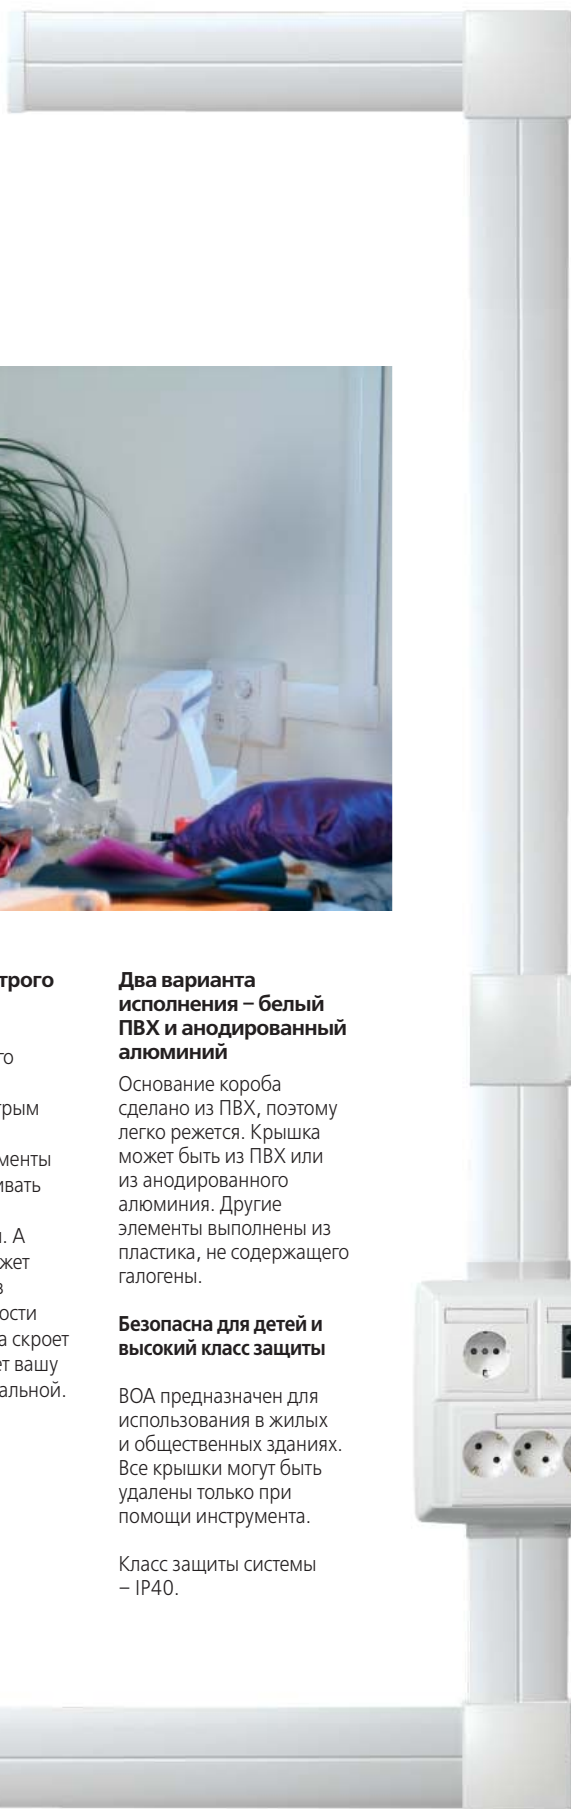 трого
го
трым
менты
ивать
. А
жет
в
ости
а скроет
ет вашу
альной.
Два варианта
исполнения – белый
ПВХ и анодированный
алюминий
Основание короба
сделано из ПВХ, поэтому
легко режется. Крышка
может быть из ПВХ или
из анодированного
алюминия. Другие
элементы выполнены из
пластика, не содержащего
галогены.
Безопасна для детей и
высокий класс защиты
BOA предназначен для
использования в жилых
и общественных зданиях.
Все крышки могут быть
удалены только при
помощи инструмента.
Класс защиты системы
– IP40.